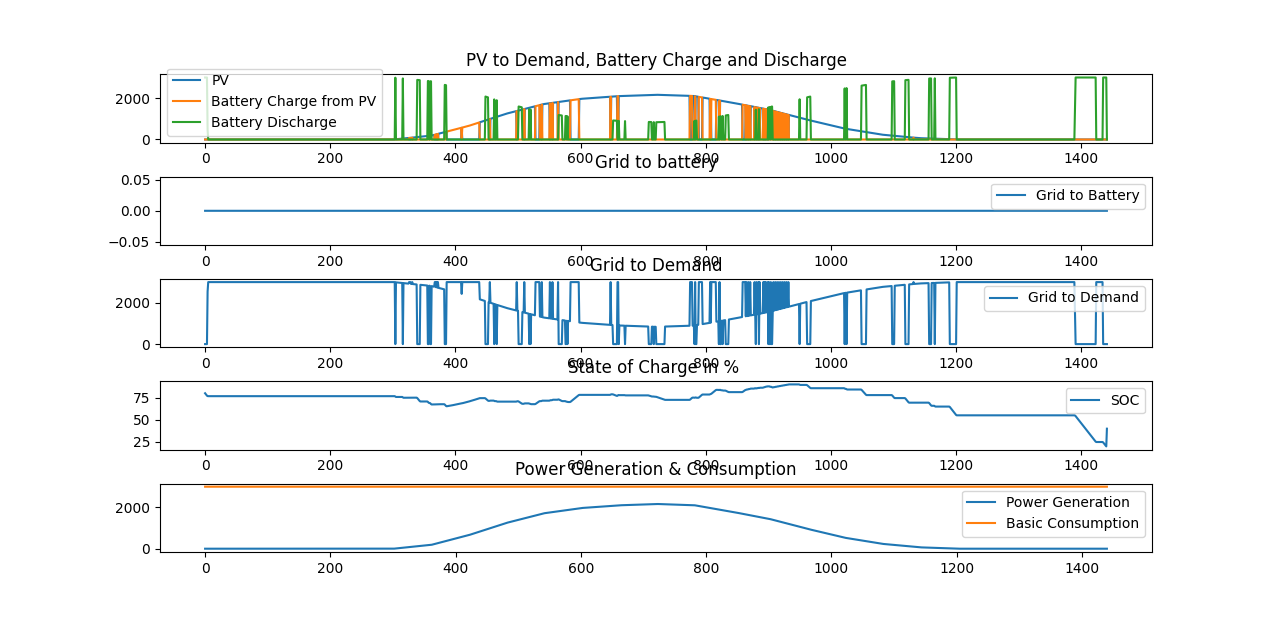 PV to Demand, Battery Charge and Discharge
PV
Battery Charge from PV
Battery Discharge
2000
0
0 200 400 600 800 1000 1200 1400
Grid to battery
0.05
0.00
−0.05
Grid to Battery
0 200 400 600 800 1000 1200 1400
Grid to Demand
2000
0
Grid to Demand
0 200 400 600 800 1000 1200 1400
State of Charge in %
75
50
25
SOC
0 200 400 600 800 1000 1200 1400
Power Generation & Consumption
2000
0
Power Generation
Basic Consumption
0 200 400 600 800 1000 1200 1400